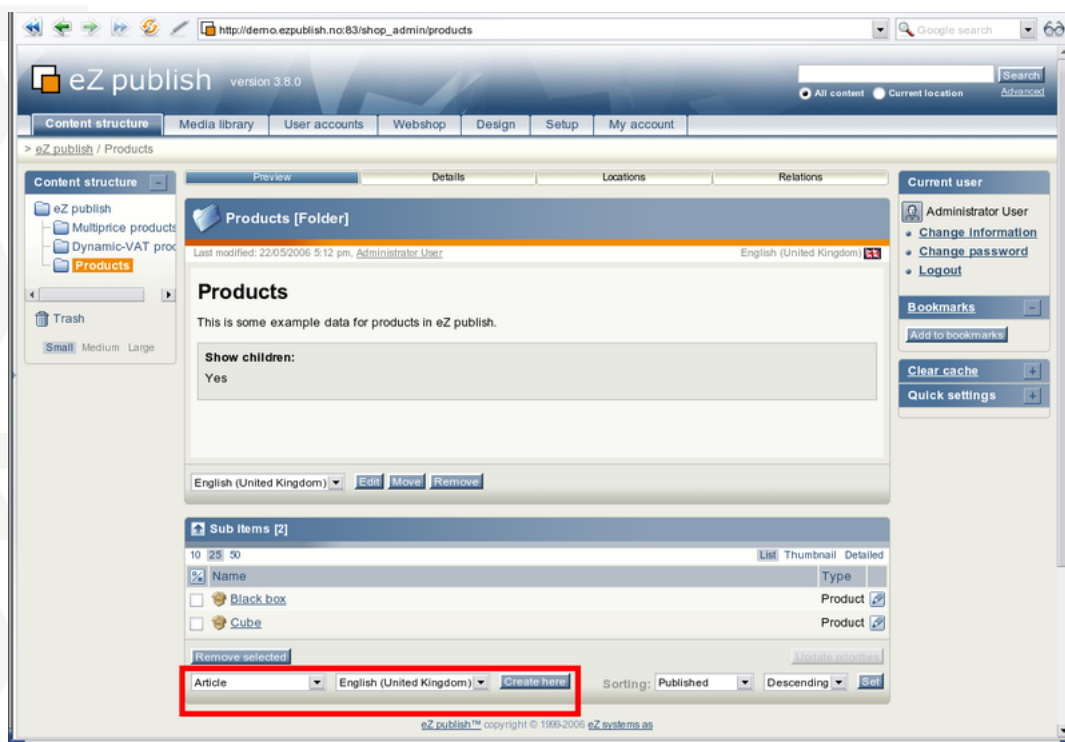 http://demo.ezpublish.no:83/shop_admin/products
Google search
eZ publish version 3.8.0
Search
All content Current location Advanced
Content structure Media library User accounts Webshop Design Setup My account
> eZ publish / Products
Content structure
eZ publish
Multiprice products
Dynamic-VAT prod
Products
Trash
Small Medium Large
Preview Details Locations Relations
Products [Folder]
Last modified: 22/05/2006 5:12 pm, Administrator User English (United Kingdom)
Products
This is some example data for products in eZ publish.
Show children:
Yes
English (United Kingdom) Edit Move Remove
Sub items [2]
10 25 50 List Thumbnail Detailed
Name Type
Black box Product
Cube Product
Remove selected Update priorities
Article English (United Kingdom) Create here Sorting: Published Descending Set
Current user
Administrator User
Change information
Change password
Logout
Bookmarks
Add to bookmarks
Clear cache
Quick settings
eZ publish™ copyright © 1999-2006 eZ systems as